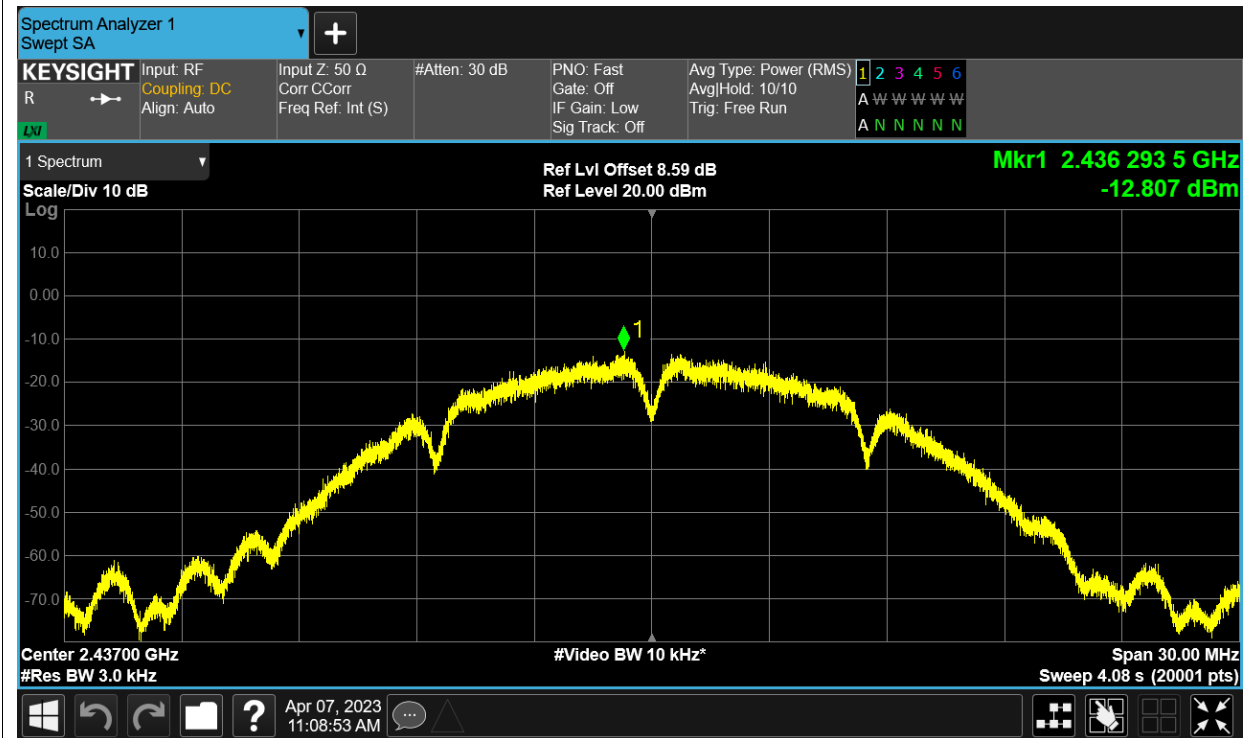 Spectrum Analyzer 1
Swept SA
▼
+
KEYSIGHT
R
LXI
Input: RF
Coupling: DC
Align: Auto
Input Z: 50 Ω
Corr CCorr
Freq Ref: Int (S)
#Atten: 30 dB
PNO: Fast
Gate: Off
IF Gain: Low
Sig Track: Off
Avg Type: Power (RMS)
Avg|Hold: 10/10
Trig: Free Run
1 2 3 4 5 6
A W W W W W
A N N N N N
1 Spectrum ▼
Scale/Div 10 dB
Log
Ref Lvl Offset 8.59 dB
Ref Level 20.00 dBm
Mkr1 2.436 293 5 GHz
-12.807 dBm
10.0
0.00
-10.0
-20.0
-30.0
-40.0
-50.0
-60.0
-70.0
1
Center 2.43700 GHz
#Res BW 3.0 kHz
#Video BW 10 kHz*
Span 30.00 MHz
Sweep 4.08 s (20001 pts)
?
Apr 07, 2023
11:08:53 AM